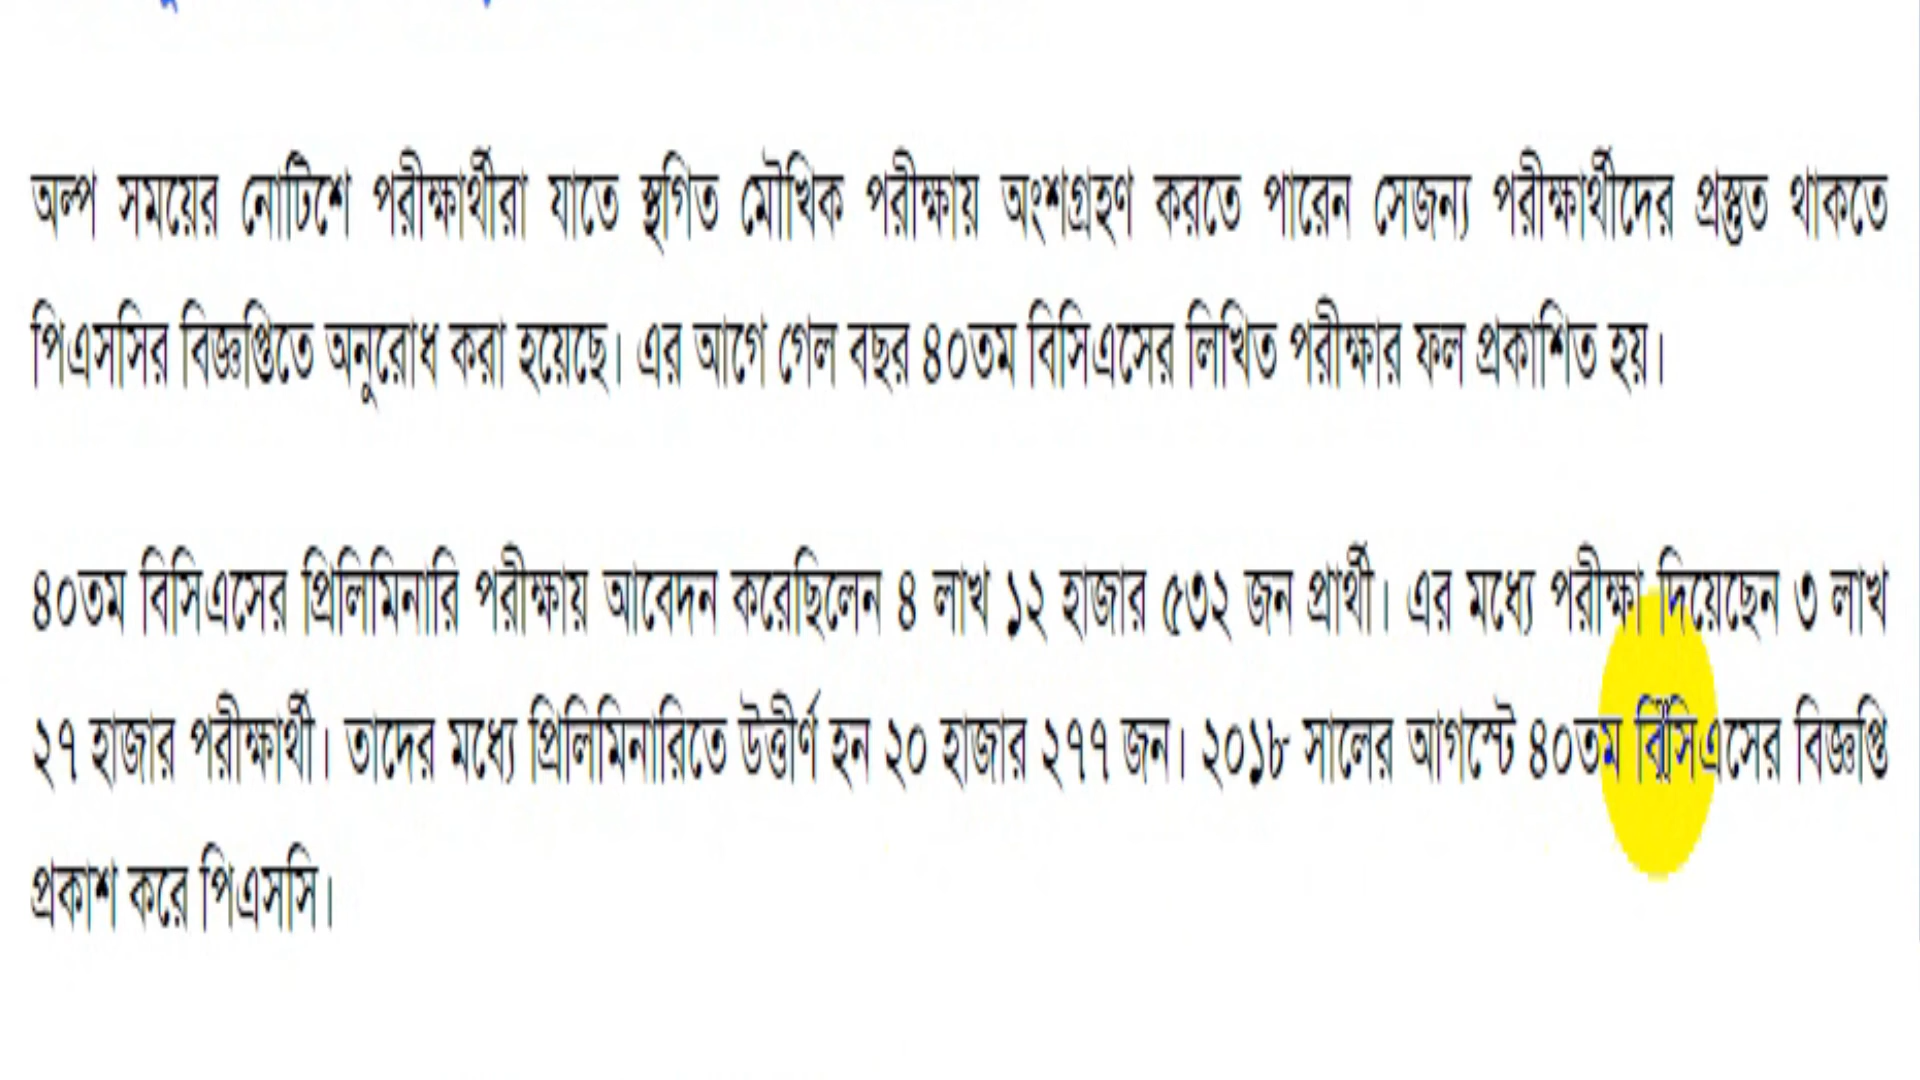 অল্প সময়ের নোটিশে পরীক্ষার্থীরা যাতে স্থগিত মৌখিক পরীক্ষায় অংশগ্রহণ করতে পারেন সেজন্য পরীক্ষার্থীদের প্রস্তুত থাকতে
পিএসসির বিজ্ঞপ্তিতে অনুরোধ করা হয়েছে। এর আগে গেল বছর ৪০তম বিসিএসের লিখিত পরীক্ষার ফল প্রকাশিত হয়।
৪০তম বিসিএসের প্রিলিমিনারি পরীক্ষায় আবেদন করেছিলেন ৪ লাখ ১২ হাজার ৫৩২ জন প্রার্থী। এর মধ্যে পরীক্ষা দিয়েছেন ৩ লাখ
২৭ হাজার পরীক্ষার্থী। তাদের মধ্যে প্রিলিমিনারিতে উত্তীর্ণ হন ২০ হাজার ২৭৭ জন। ২০১৮ সালের আগস্টে ৪০তম বিসিএসের বিজ্ঞপ্তি
প্রকাশ করে পিএসসি।